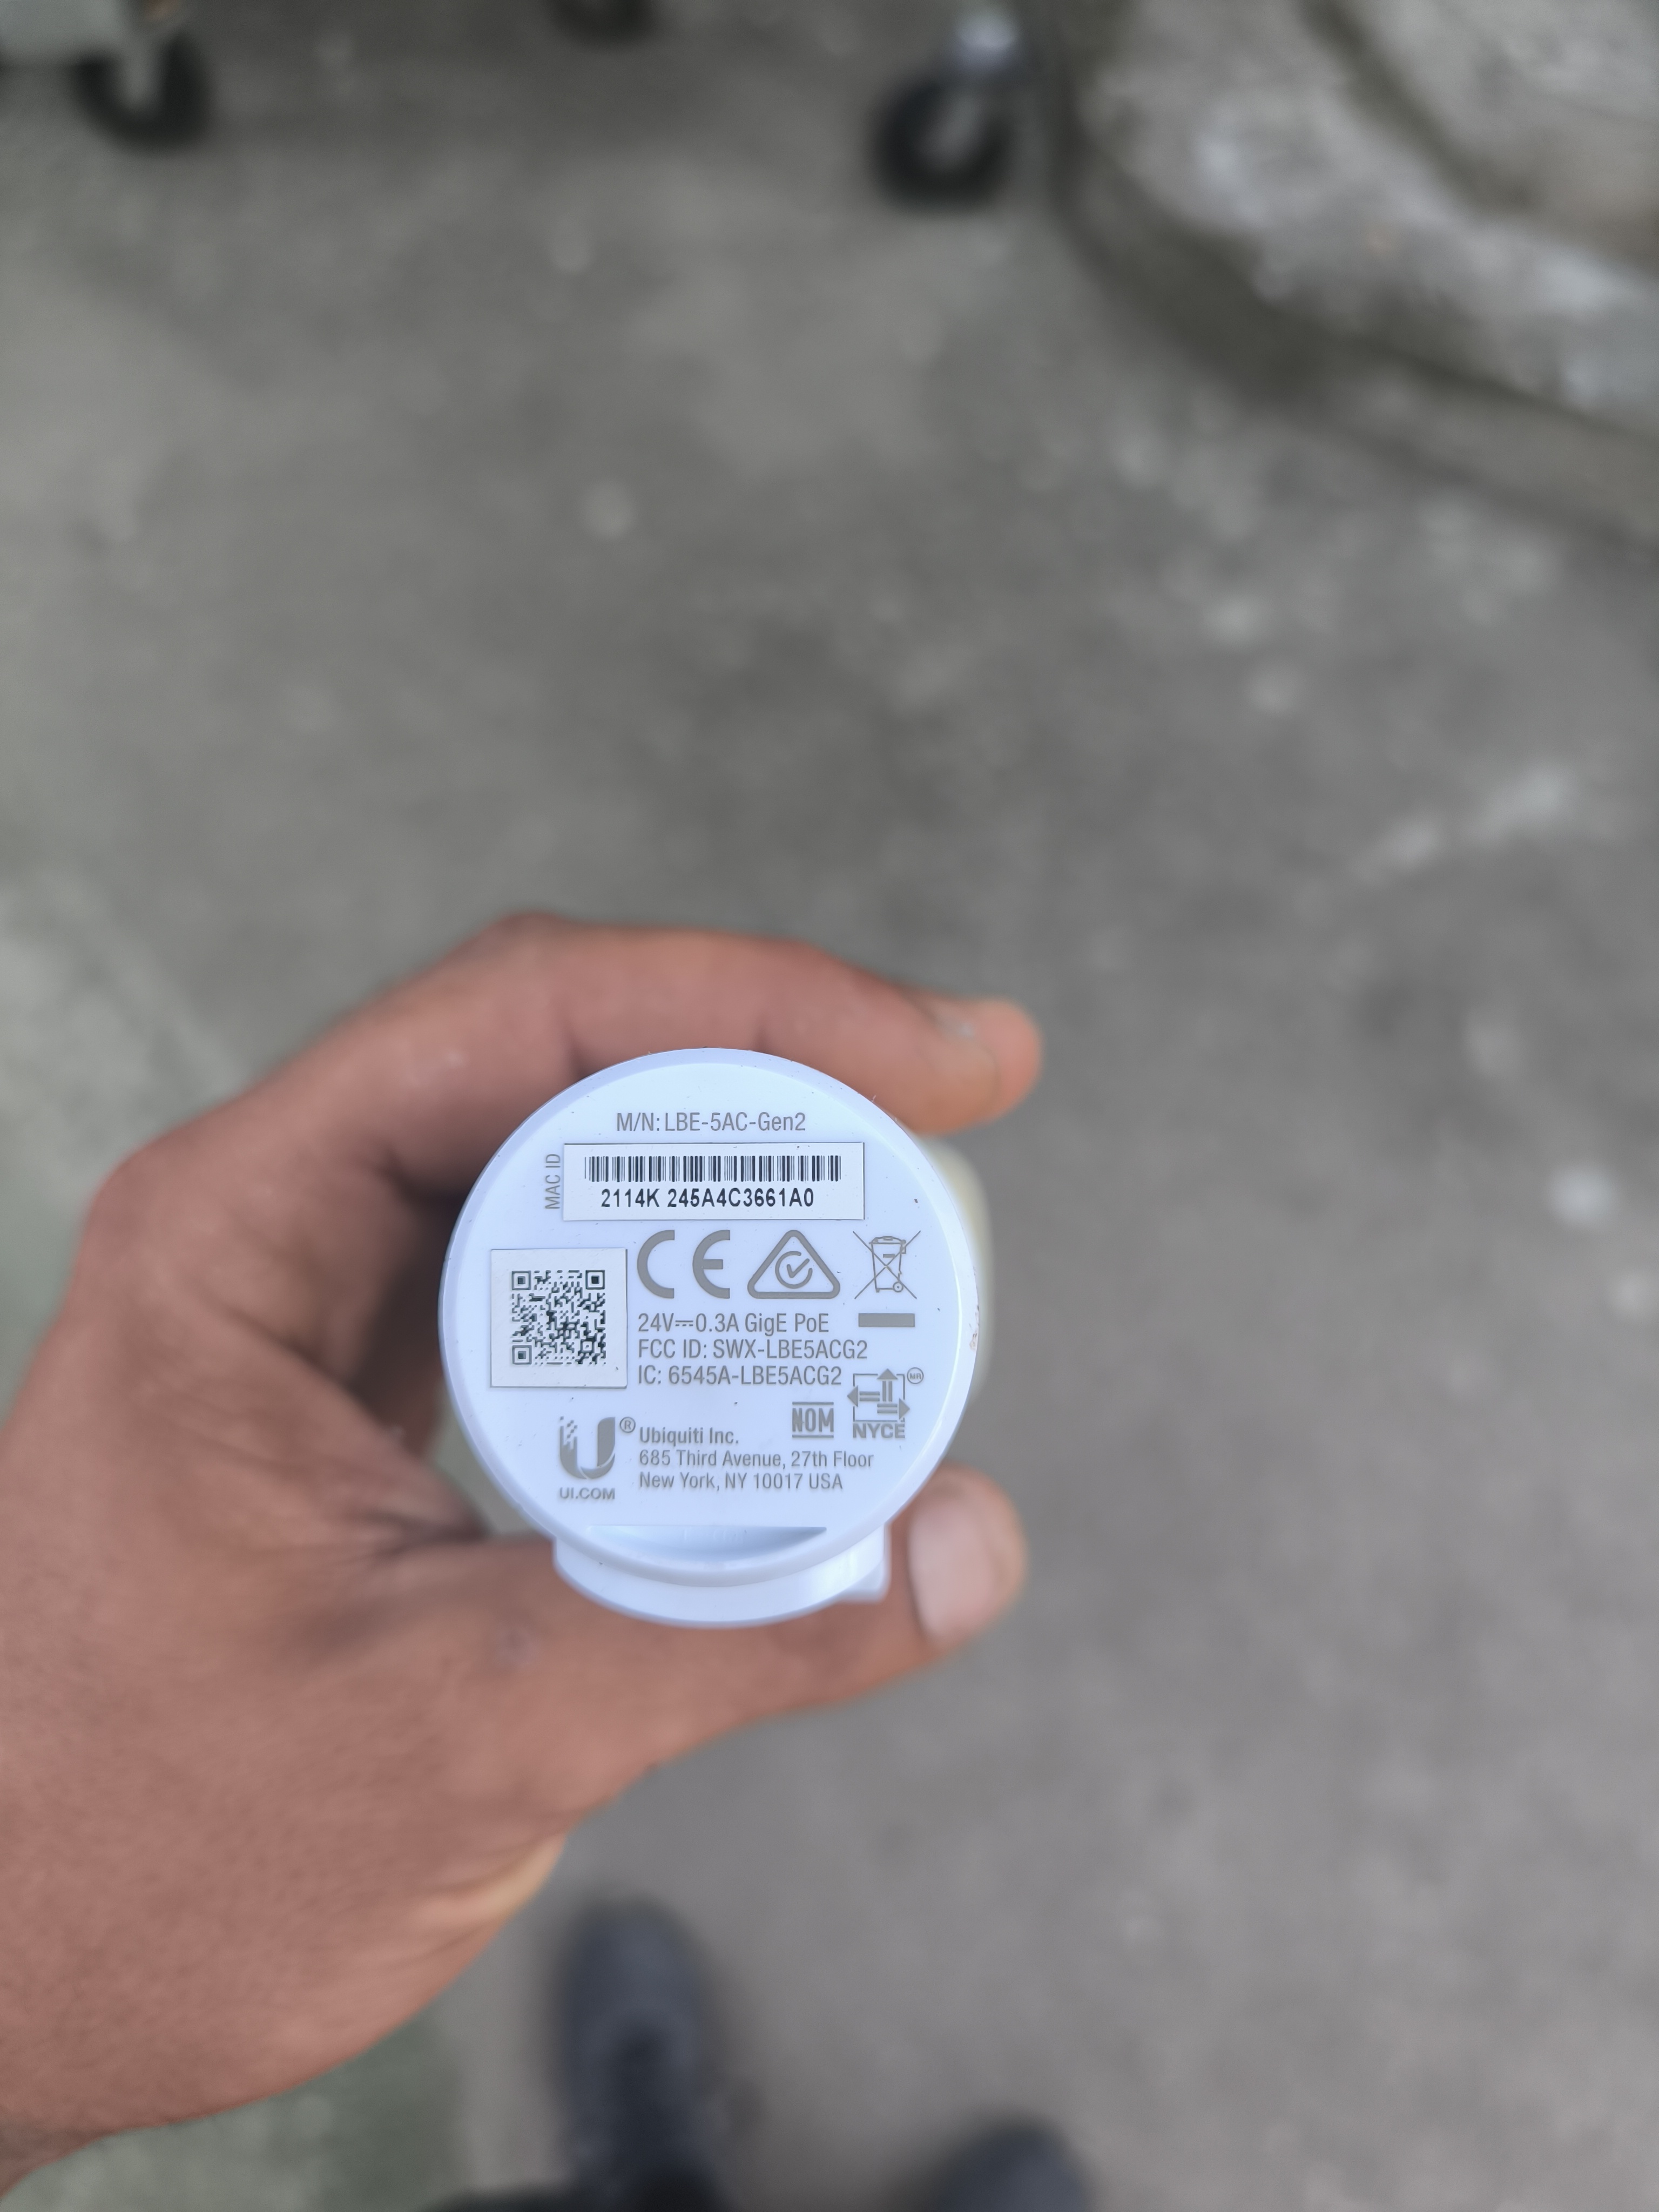 M/N: LBE-5AC-Gen2
MAC ID
2114K 245A4C3661A0
CE
24V⎓0.3A GigE PoE
FCC ID: SWX-LBE5ACG2
IC: 6545A-LBE5ACG2
MR
NOM
NYCE
U®
UI.COM
Ubiquiti Inc.
685 Third Avenue, 27th Floor
New York, NY 10017 USA